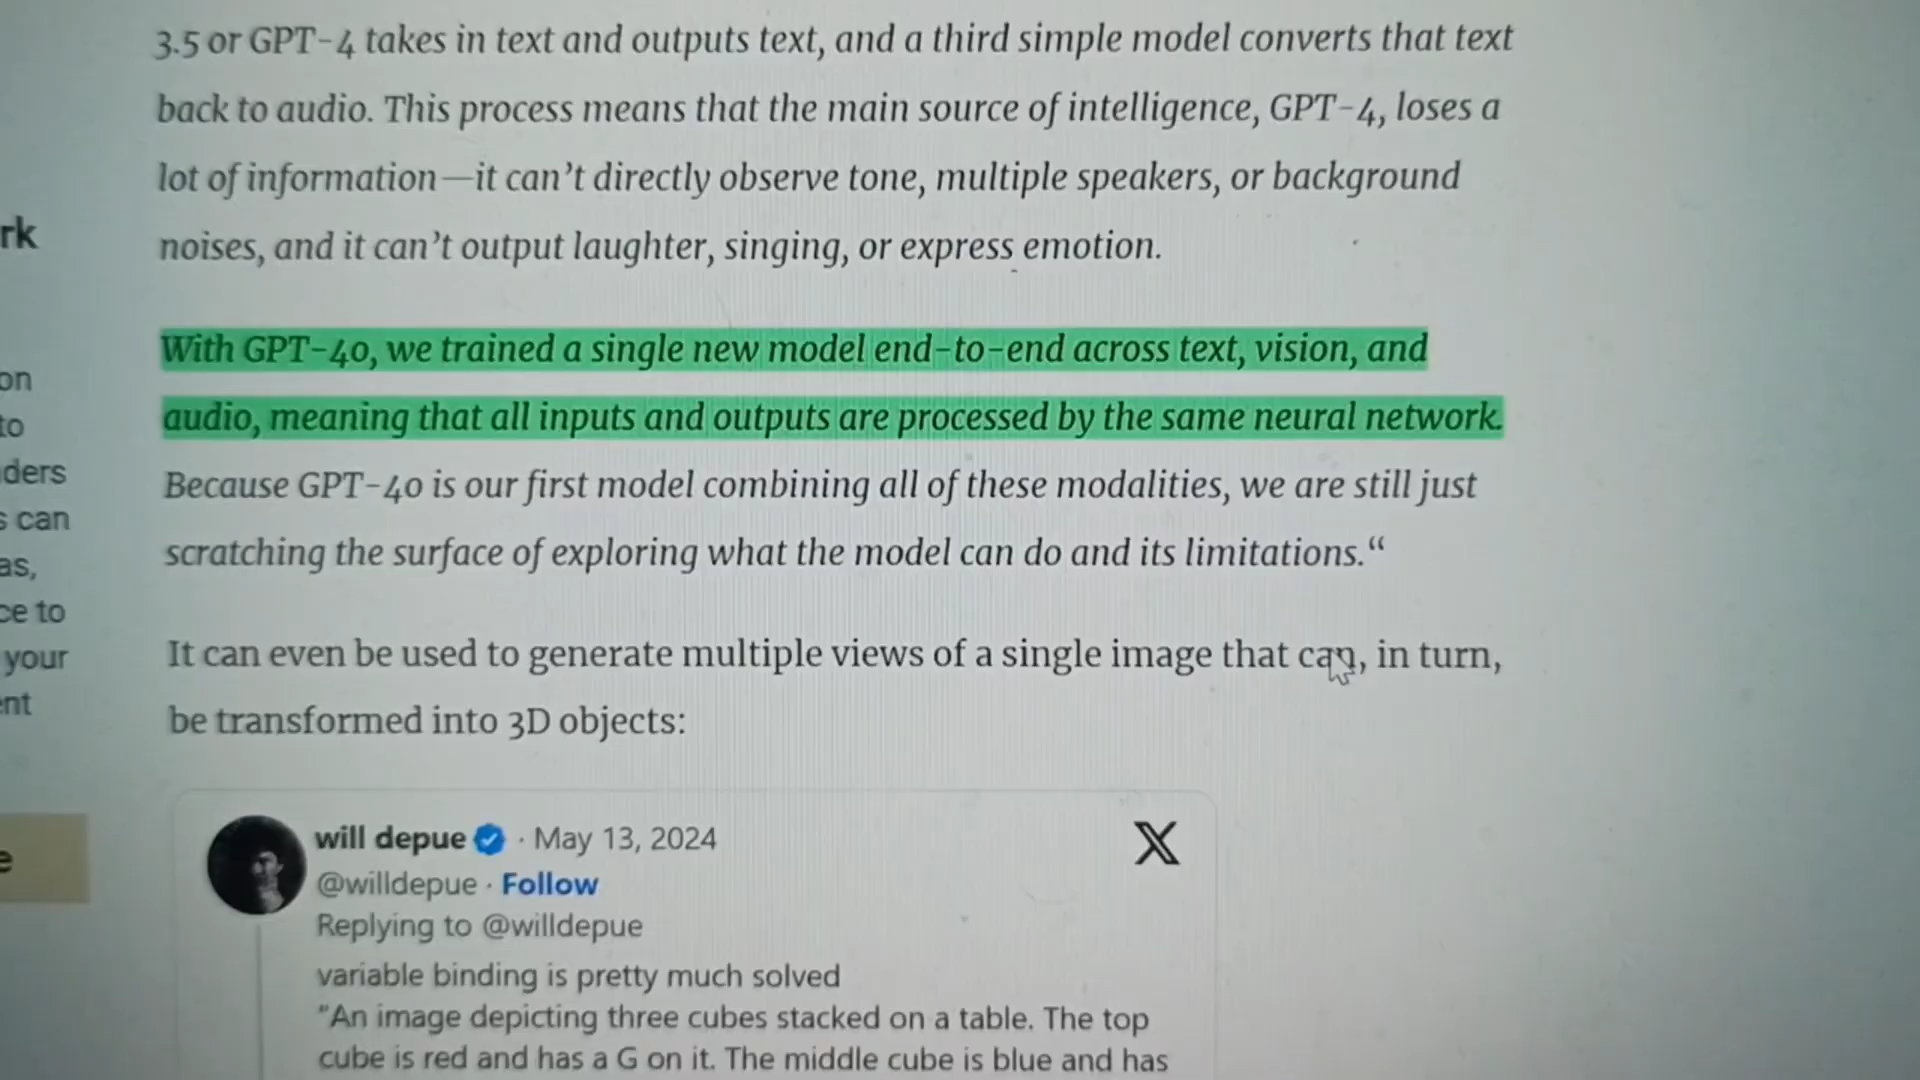 3.5 or GPT-4 takes in text and outputs text, and a third simple model converts that text
back to audio. This process means that the main source of intelligence, GPT-4, loses a
lot of information—it can't directly observe tone, multiple speakers, or background
noises, and it can't output laughter, singing, or express emotion.
With GPT-4o, we trained a single new model end-to-end across text, vision, and
audio, meaning that all inputs and outputs are processed by the same neural network.
Because GPT-4o is our first model combining all of these modalities, we are still just
scratching the surface of exploring what the model can do and its limitations.“
It can even be used to generate multiple views of a single image that can, in turn,
be transformed into 3D objects:
will depue · May 13, 2024
@willdepue · Follow
Replying to @willdepue
variable binding is pretty much solved
“An image depicting three cubes stacked on a table. The top
cube is red and has a G on it. The middle cube is blue and has
rk
on
to
ders
s can
as,
ce to
your
nt
e